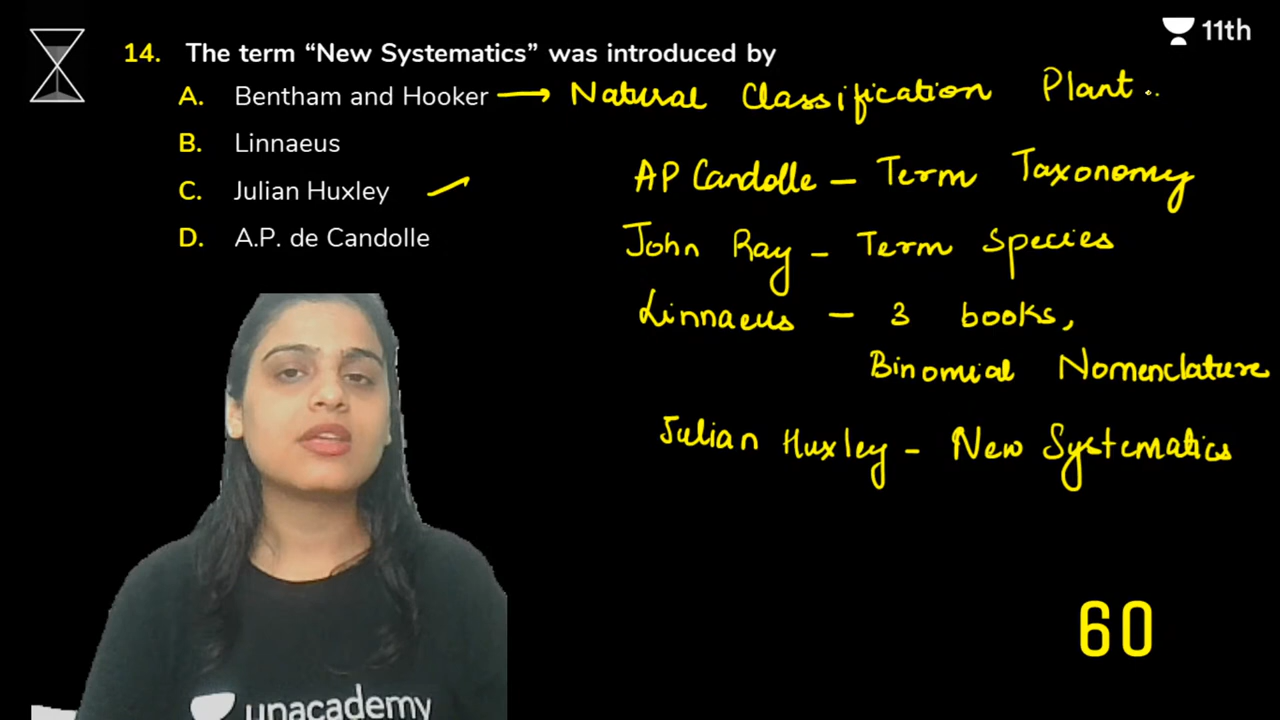 11th
14. The term “New Systematics” was introduced by
A. Bentham and Hooker → Natural Classification Plant..
B. Linnaeus
AP Candolle – Term Taxonomy
C. Julian Huxley
D. A.P. de Candolle
John Ray – Term Species
Linnaeus – 3 books,
Binomial Nomenclature
Julian Huxley – New Systematics
60
unacademy